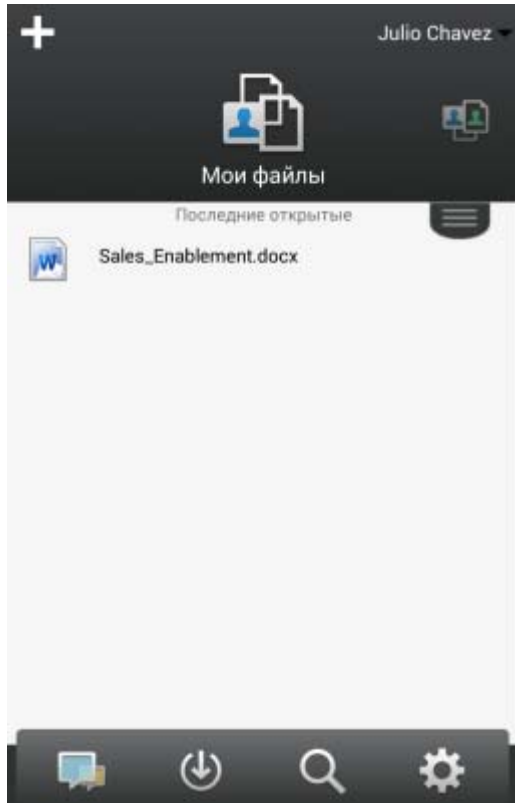 Julio Chavez
Мои файлы
Последние открытые
Sales_Enablement.docx